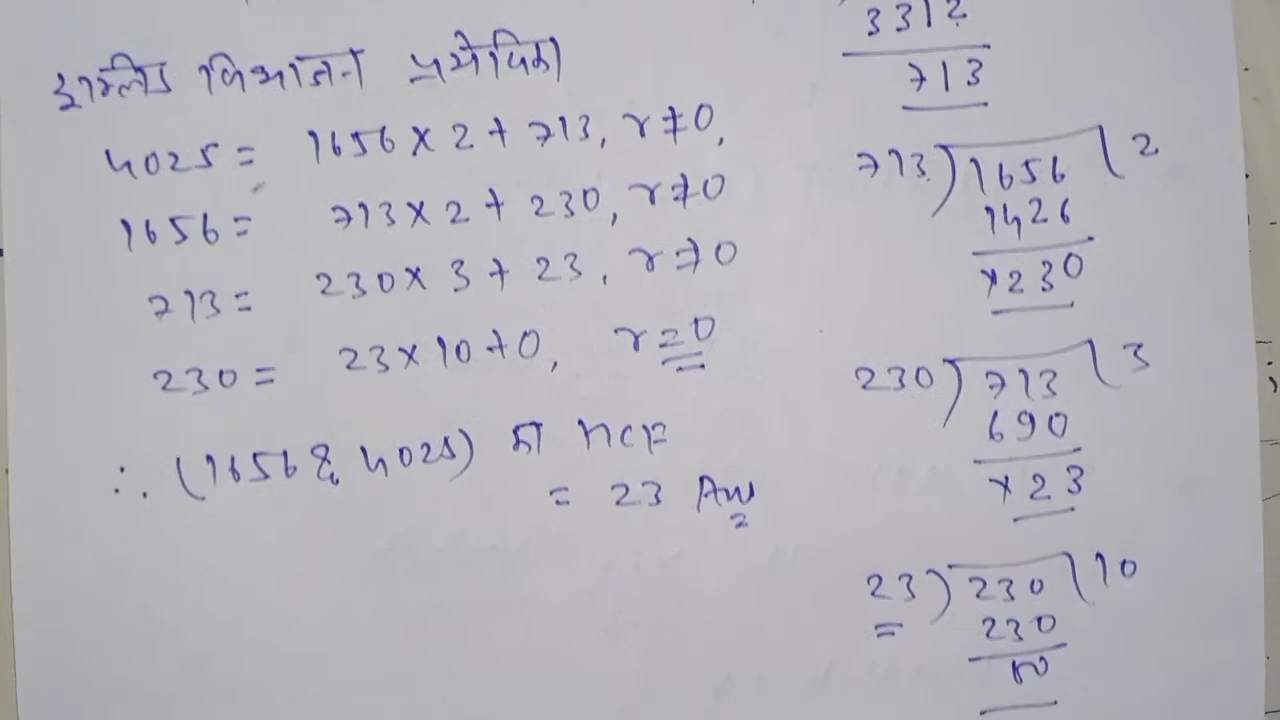 इाग्लीड विभाजन प्रमेयिका
4025 = 1656 × 2 + 713, r ≠ 0,
1656 = 713 × 2 + 230, r ≠ 0
713 = 230 × 3 + 23, r ≠ 0
230 = 23 × 10 + 0, r = 0
∴ (1656 & 4025) का HCF
= 23 Ans
3312
713
713) 1656 ( 2
1426
×230
230) 713 ( 3
690
×23
23) 230 ( 10
230